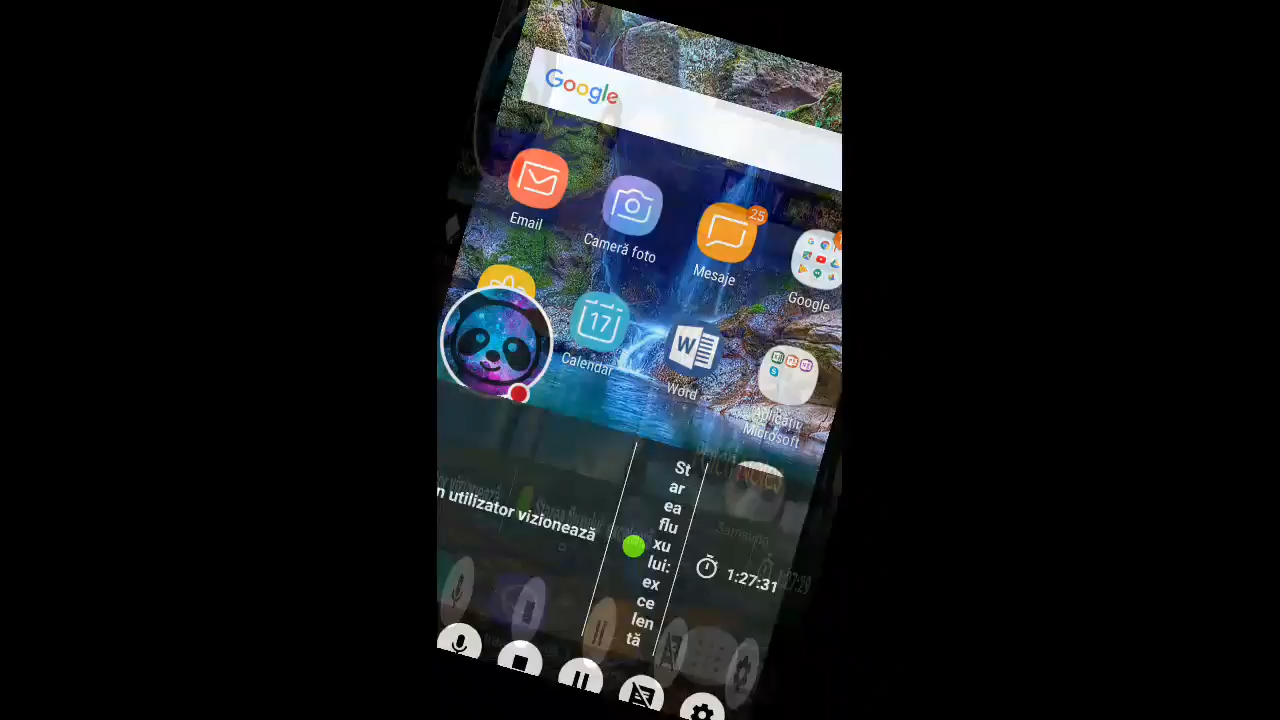 Google
Email
Cameră foto
25
Mesaje
Google
17
Calendar
W
Word
Aplicații
Microsoft
n utilizator vizionează
St
ar
ea
flu
xu
lui:
ex
ce
len
tă
1:27:31
Samsung